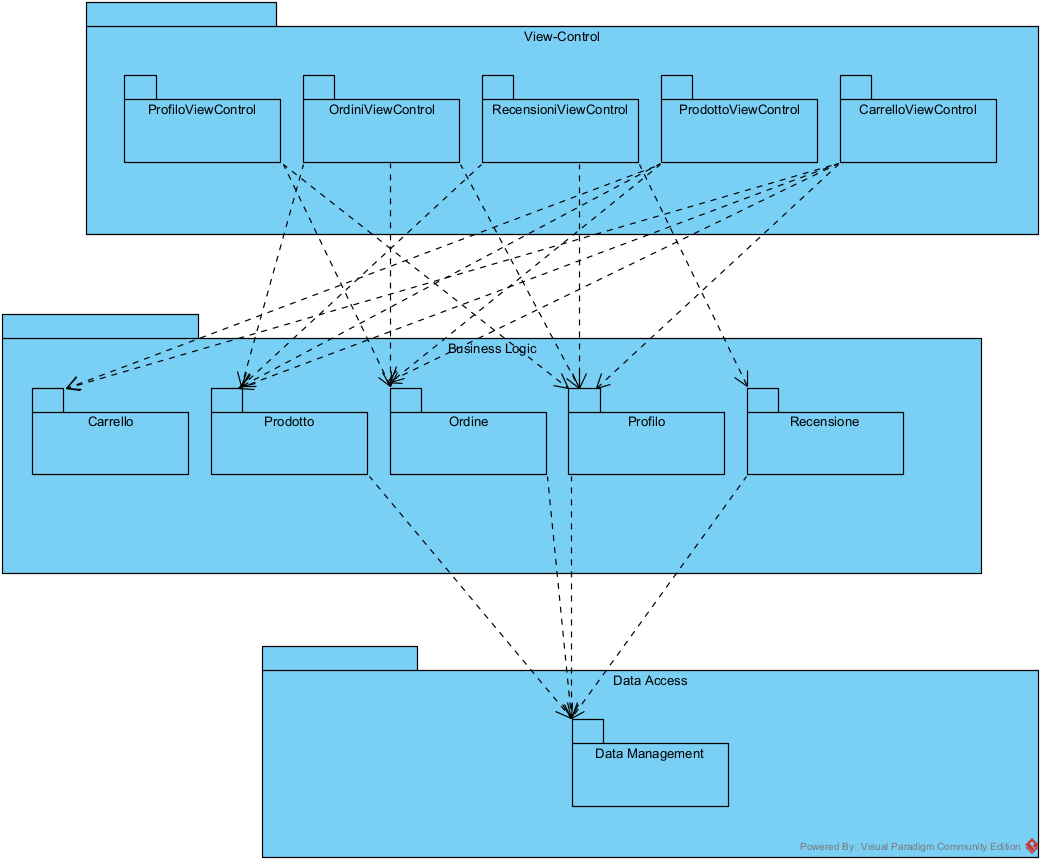 View-Control
ProfiloViewControl
OrdiniViewControl
RecensioniViewControl
ProdottoViewControl
CarrelloViewControl
Business Logic
Carrello
Prodotto
Ordine
Profilo
Recensione
Data Access
Data Management
Powered By Visual Paradigm Community Edition